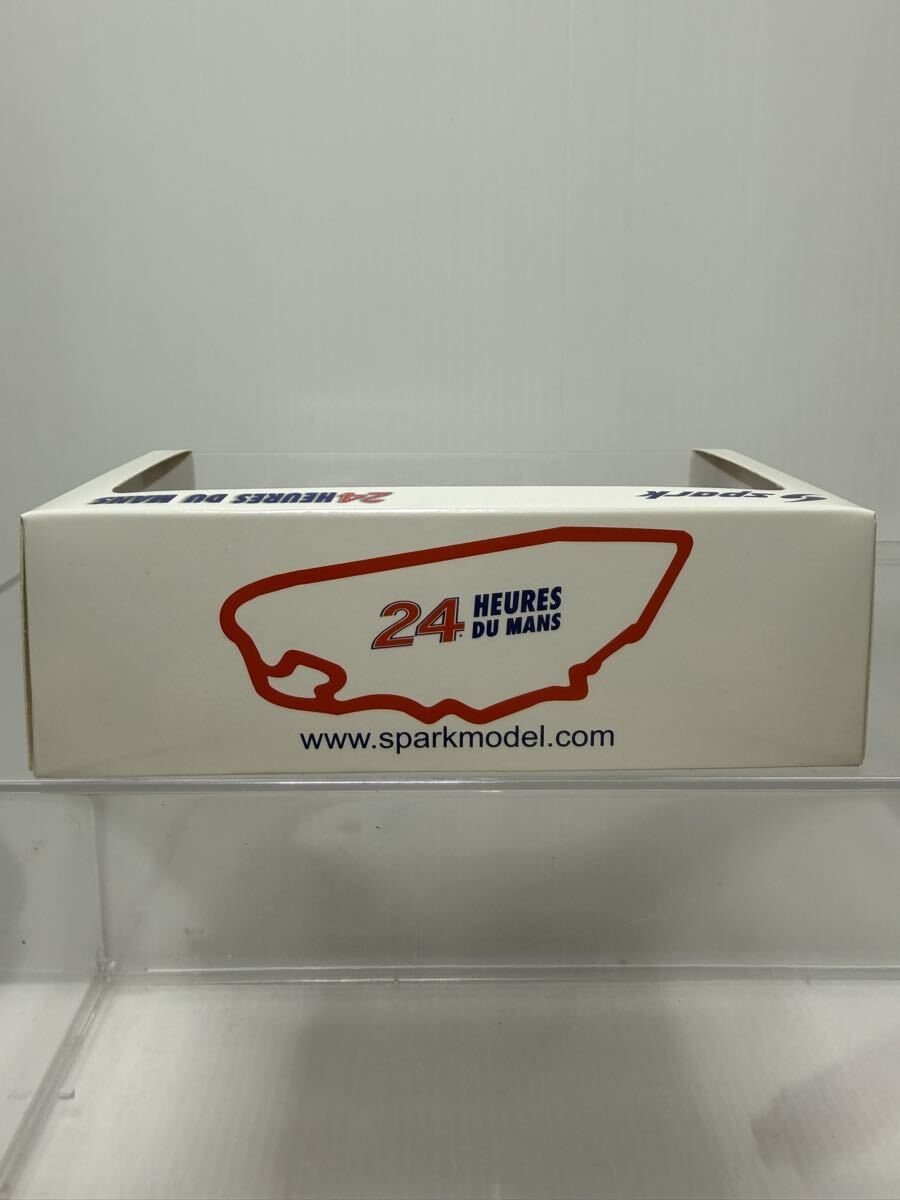 24 HEURES DU MANS
spark
24 HEURES
DU MANS
www.sparkmodel.com